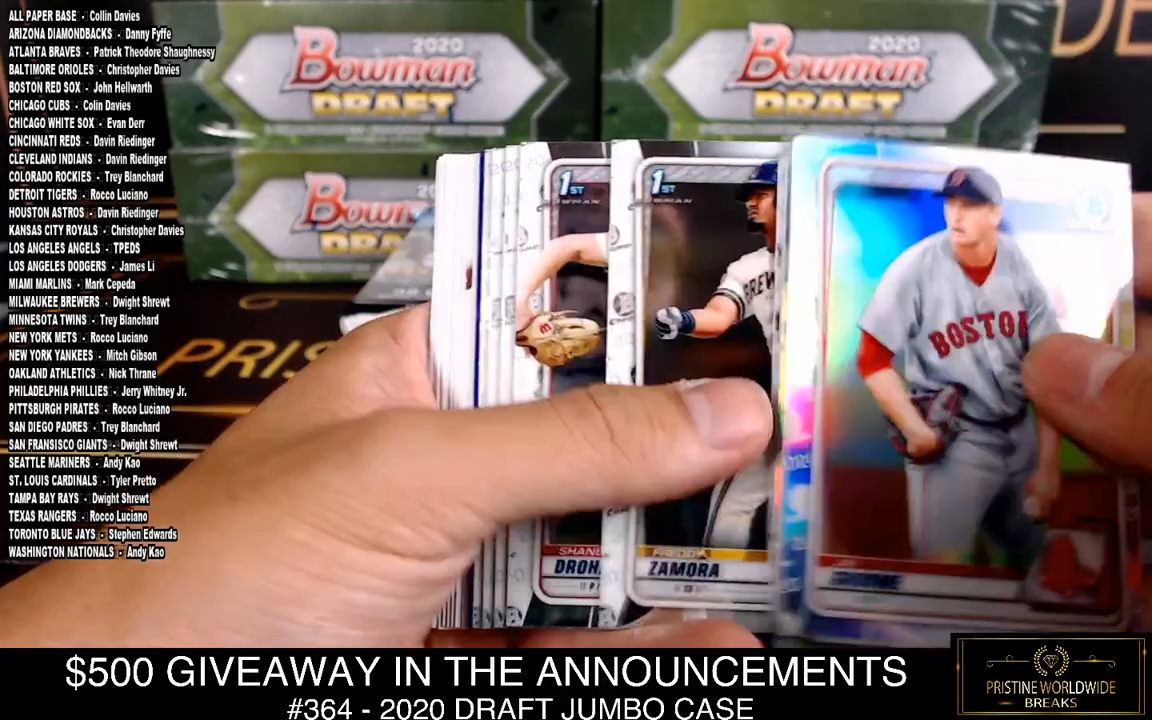 ALL PAPER BASE - Collin Davies
ARIZONA DIAMONDBACKS - Danny Fyffe
ATLANTA BRAVES - Patrick Theodore Shaughnessy
BALTIMORE ORIOLES - Christopher Davies
BOSTON RED SOX - John Hellwarth
CHICAGO CUBS - Colin Davies
CHICAGO WHITE SOX - Evan Derr
CINCINNATI REDS - Davin Riedinger
CLEVELAND INDIANS - Davin Riedinger
COLORADO ROCKIES - Trey Blanchard
DETROIT TIGERS - Rocco Luciano
HOUSTON ASTROS - Davin Riedinger
KANSAS CITY ROYALS - Christopher Davies
LOS ANGELES ANGELS - TPEDS
LOS ANGELES DODGERS - James Li
MIAMI MARLINS - Mark Cepeda
MILWAUKEE BREWERS - Dwight Shrewt
MINNESOTA TWINS - Trey Blanchard
NEW YORK METS - Rocco Luciano
NEW YORK YANKEES - Mitch Gibson
OAKLAND ATHLETICS - Nick Thrane
PHILADELPHIA PHILLIES - Jerry Whitney Jr.
PITTSBURGH PIRATES - Rocco Luciano
SAN DIEGO PADRES - Trey Blanchard
SAN FRANSISCO GIANTS - Dwight Shrewt
SEATTLE MARINERS - Andy Kao
ST. LOUIS CARDINALS - Tyler Pretto
TAMPA BAY RAYS - Dwight Shrewt
TEXAS RANGERS - Rocco Luciano
TORONTO BLUE JAYS - Stephen Edwards
WASHINGTON NATIONALS - Andy Kao
2020
Bowman
DRAFT
2020
Bowman
DRAFT
Bowm
DRAF
PRIS
DE
1ST
1ST
BREW
BOSTON
SHANE
DROH
ZAMORA
$500 GIVEAWAY IN THE ANNOUNCEMENTS
#364 - 2020 DRAFT JUMBO CASE
PRISTINE WORLDWIDE
BREAKS